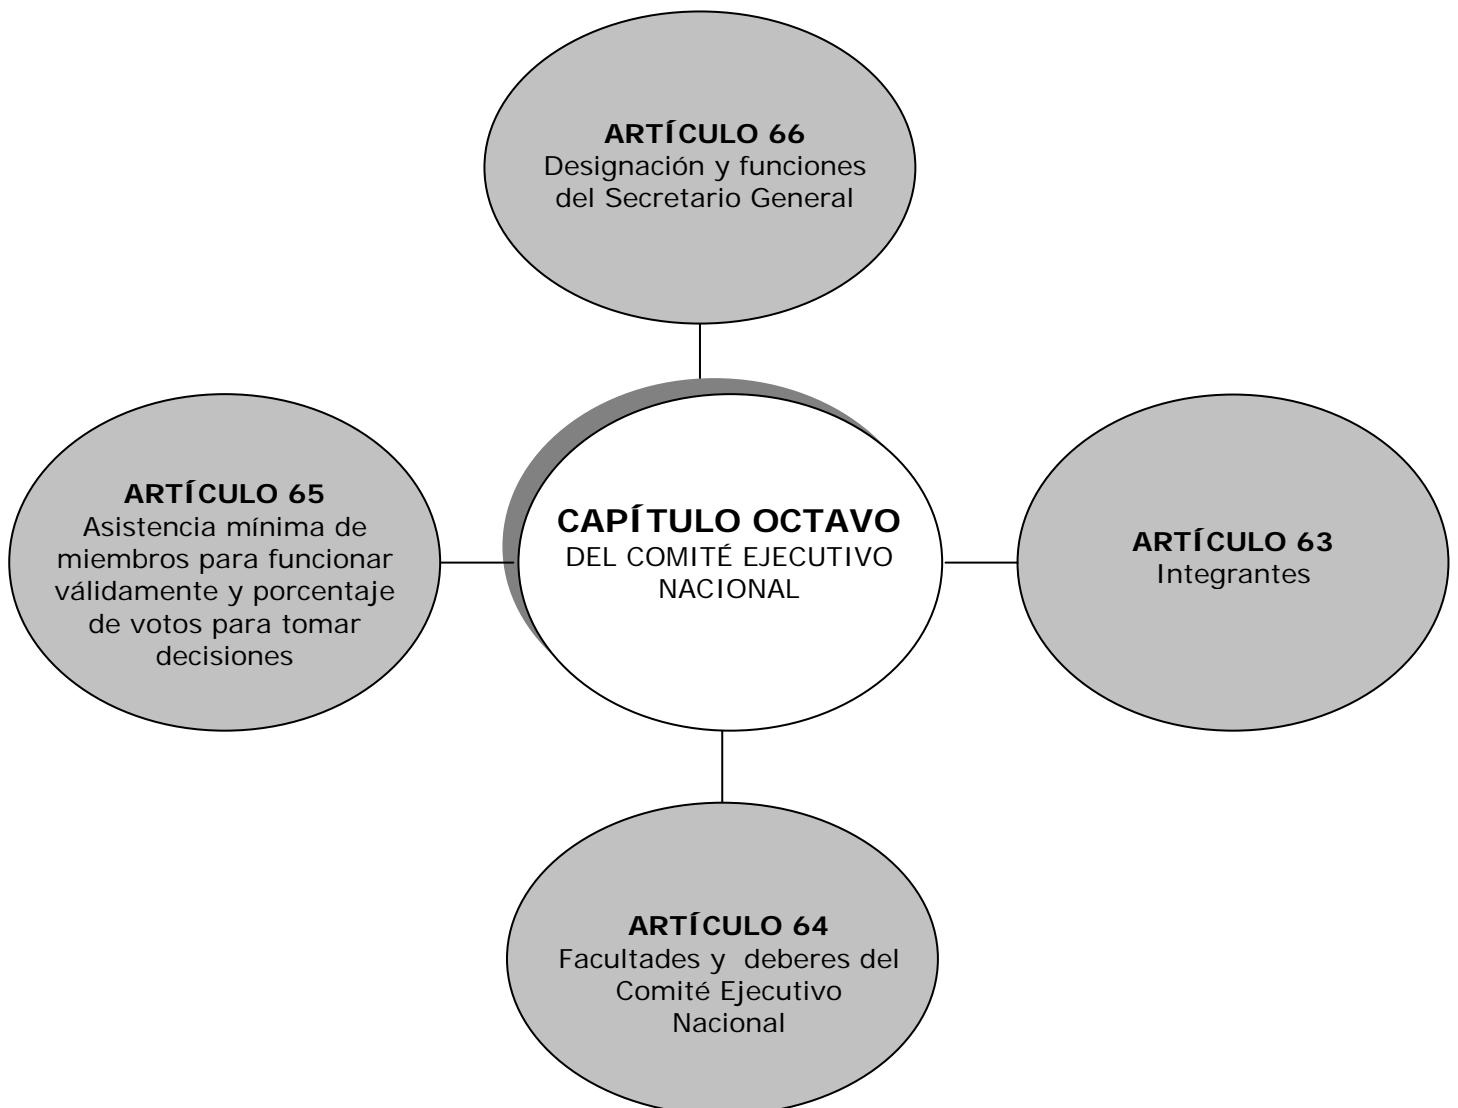 ARTÍCULO 66
Designación y funciones
del Secretario General
ARTÍCULO 65
Asistencia mínima de
miembros para funcionar
válidamente y porcentaje
de votos para tomar
decisiones
CAPÍTULO OCTAVO
DEL COMITÉ EJECUTIVO
NACIONAL
ARTÍCULO 63
Integrantes
ARTÍCULO 64
Facultades y deberes del
Comité Ejecutivo
Nacional